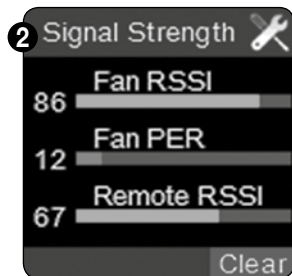 2 Signal Strength
Fan RSSI
86
Fan PER
12
Remote RSSI
67
Clear